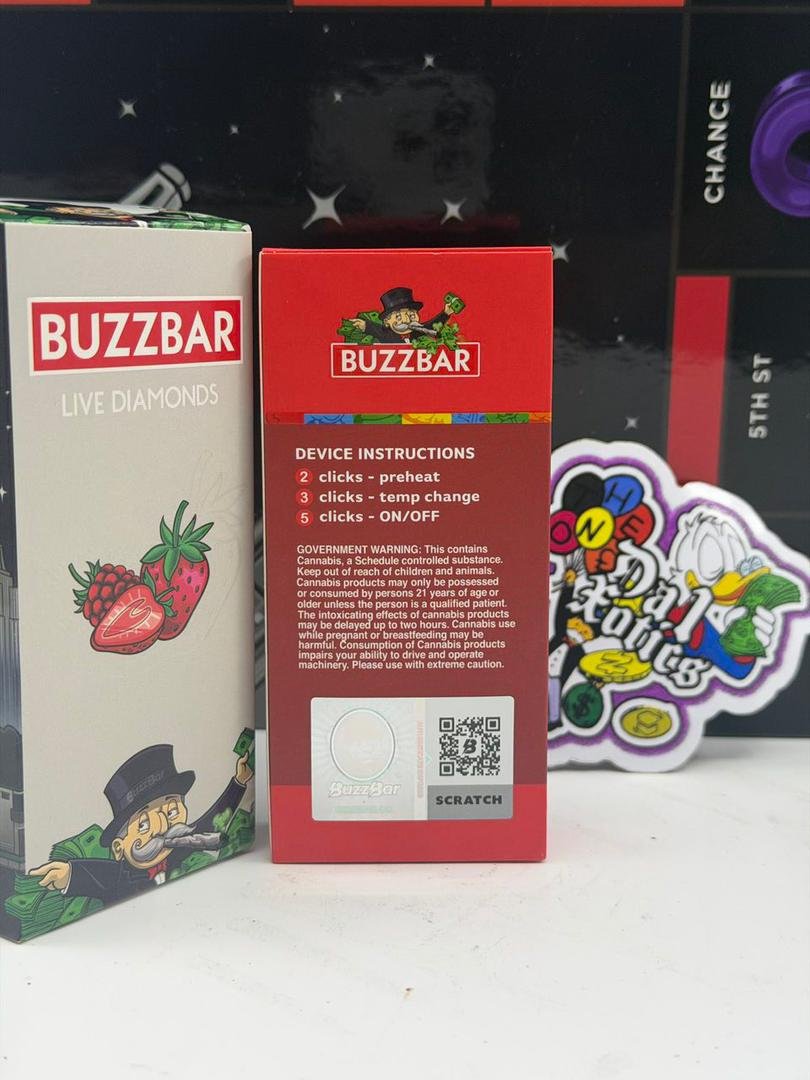 CHANCE
5TH ST
BUZZBAR
LIVE DIAMONDS
BuzzBar
BUZZBAR
DEVICE INSTRUCTIONS
2 clicks - preheat
3 clicks - temp change
5 clicks - ON/OFF
GOVERNMENT WARNING: This contains
Cannabis, a Schedule controlled substance.
Keep out of reach of children and animals.
Cannabis products may only be possessed
or consumed by persons 21 years of age or
older unless the person is a qualified patient.
The intoxicating effects of cannabis products
may be delayed up to two hours. Cannabis use
while pregnant or breastfeeding may be
harmful. Consumption of Cannabis products
impairs your ability to drive and operate
machinery. Please use with extreme caution.
BuzzBar
B
SCRATCH
THE
ONE
Dal
Exotics
$